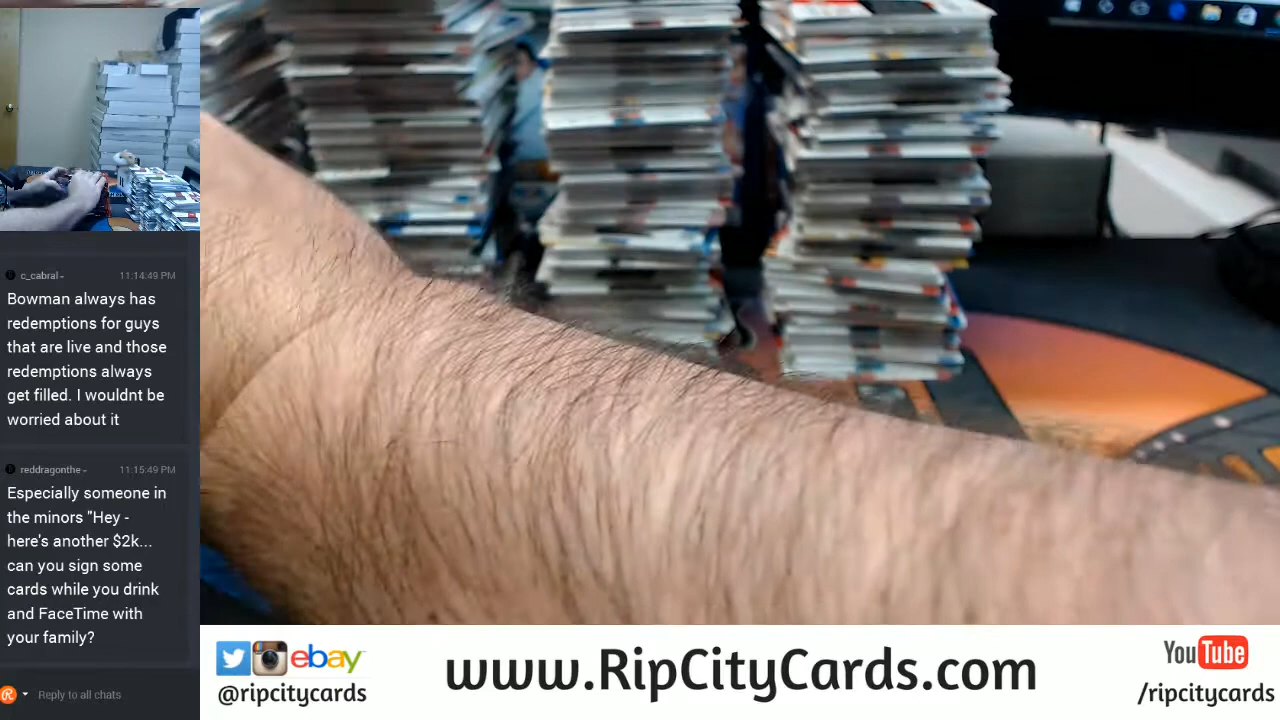 c_cabral 11:14:49 PM
Bowman always has
redemptions for guys
that are live and those
redemptions always
get filled. I wouldnt be
worried about it
reddragonthe 11:15:49 PM
Especially someone in
the minors "Hey -
here's another $2k...
can you sign some
cards while you drink
and FaceTime with
your family?
Reply to all chats
ebay
@ripcitycards
www.RipCityCards.com
YouTube
/ripcitycards